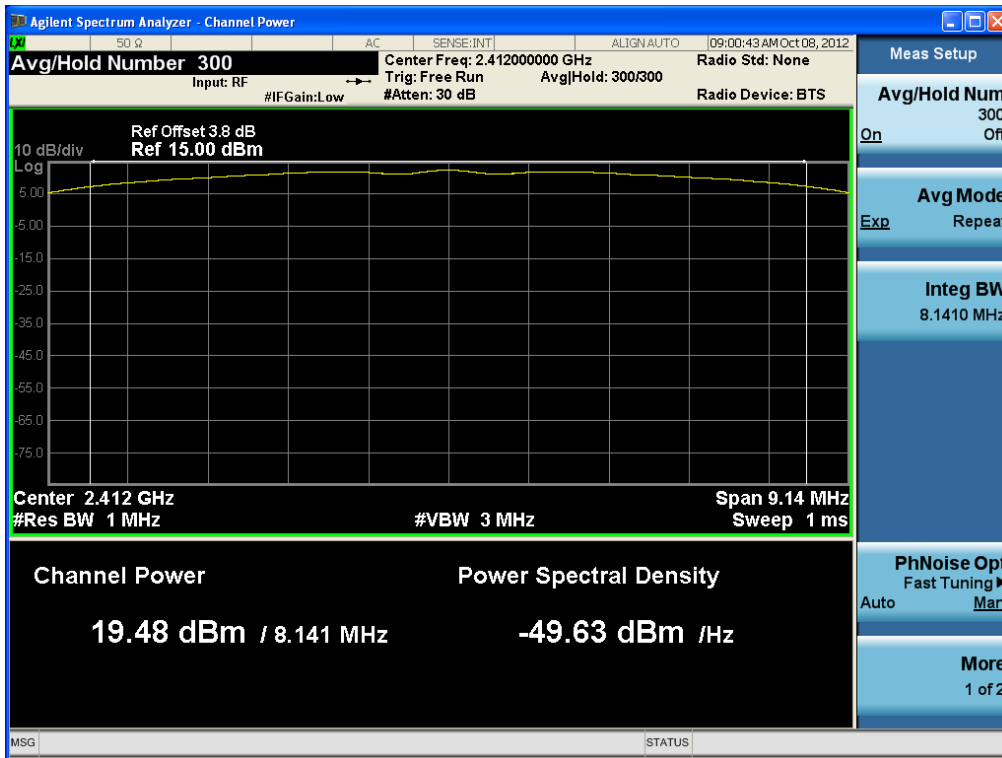 Agilent Spectrum Analyzer - Channel Power
LXI 50 Ω AC SENSE:INT ALIGN AUTO 09:00:43 AM Oct 08, 2012
Avg/Hold Number 300 Center Freq: 2.412000000 GHz Radio Std: None
Input: RF Trig: Free Run Avg|Hold: 300/300
#IFGain:Low #Atten: 30 dB Radio Device: BTS
Ref Offset 3.8 dB
10 dB/div Ref 15.00 dBm
Log
5.00
-5.00
-15.0
-25.0
-35.0
-45.0
-55.0
-65.0
-75.0
Center 2.412 GHz Span 9.14 MHz
#Res BW 1 MHz #VBW 3 MHz Sweep 1 ms
Channel Power Power Spectral Density
19.48 dBm / 8.141 MHz -49.63 dBm /Hz
MSG STATUS
Meas Setup
Avg/Hold Num
300
On Off
Avg Mode
Exp Repeat
Integ BW
8.1410 MHz
PhNoise Opt
Fast Tuning
Auto Man
More
1 of 2